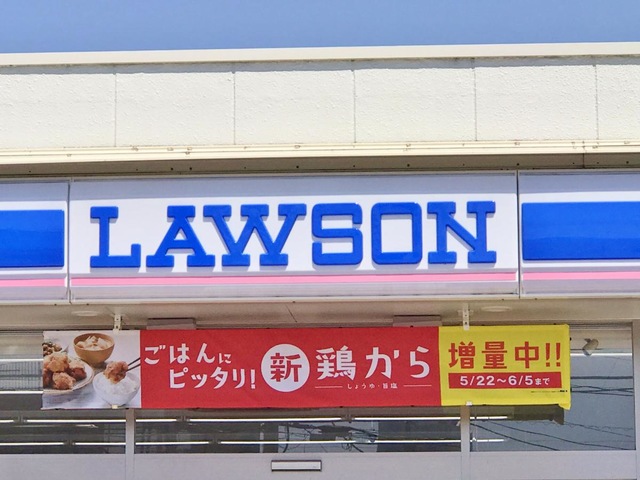 LAWSON
ごはんに
ピッタリ!
新
鶏から
しょうゆ・旨塩
増量中!!
5/22〜6/5まで